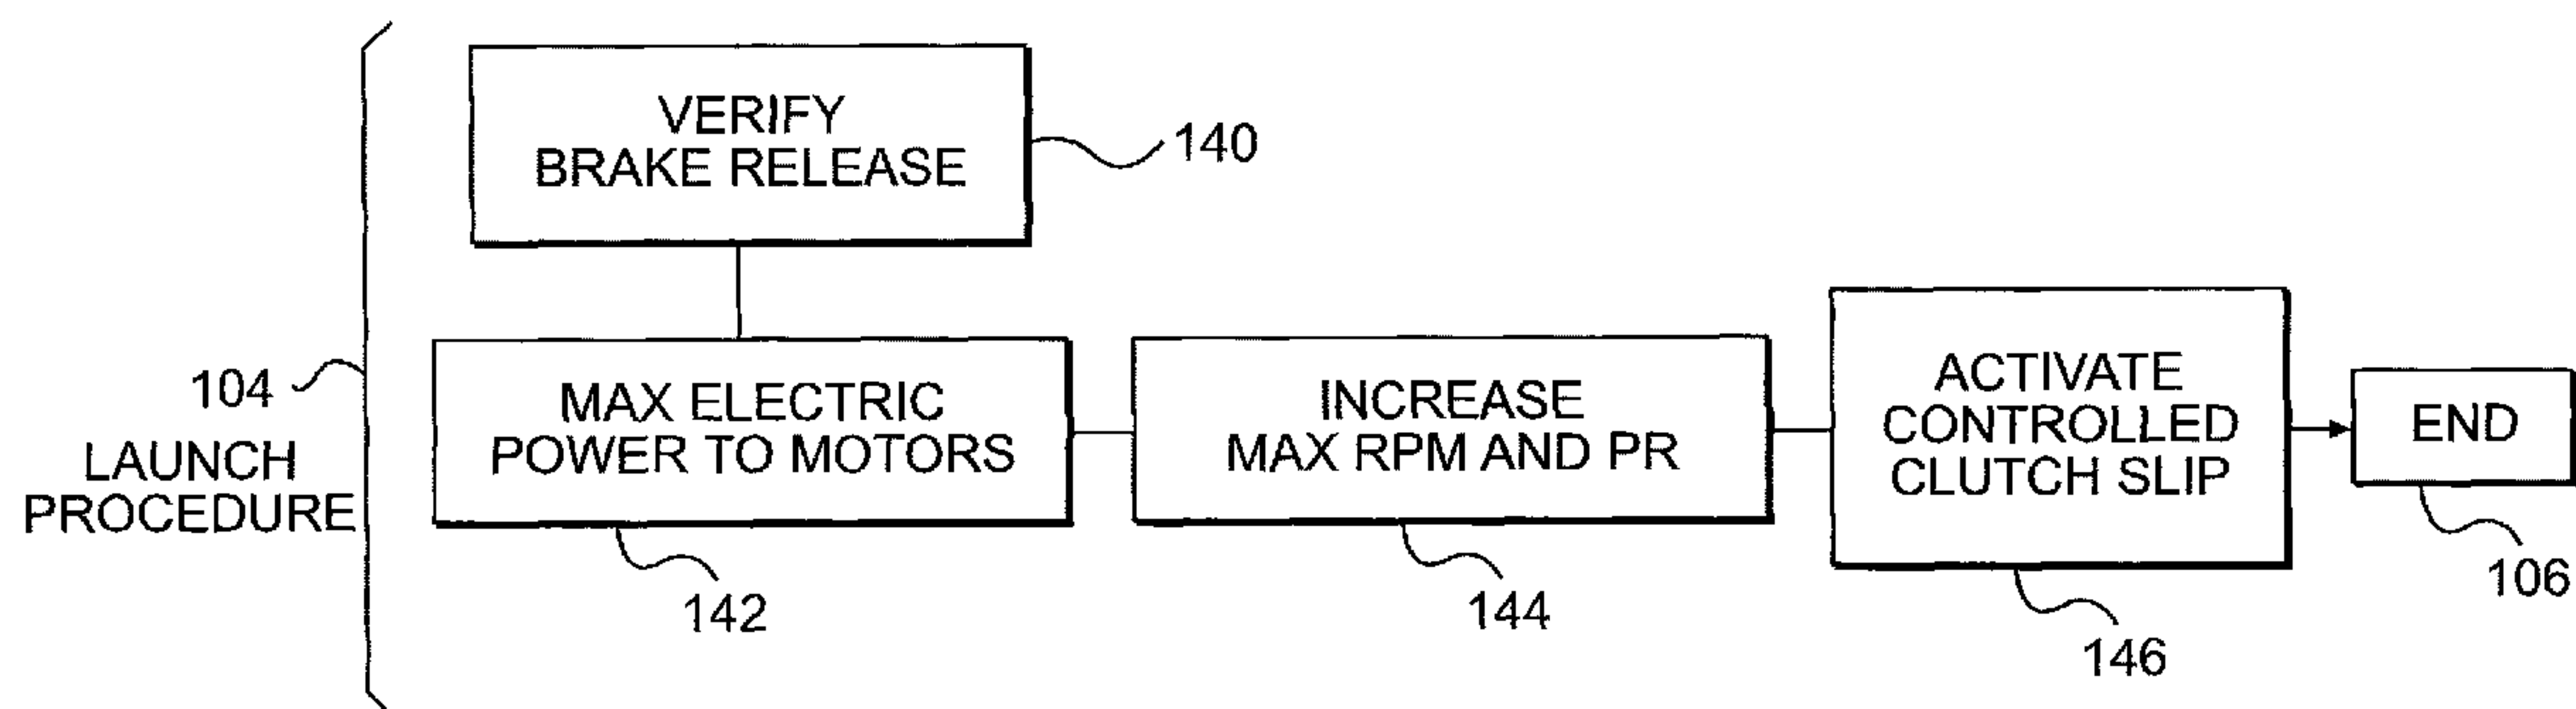 VERIFY
BRAKE RELEASE
140
104
LAUNCH
PROCEDURE
MAX ELECTRIC
POWER TO MOTORS
142
INCREASE
MAX RPM AND PR
144
ACTIVATE
CONTROLLED
CLUTCH SLIP
146
END
106